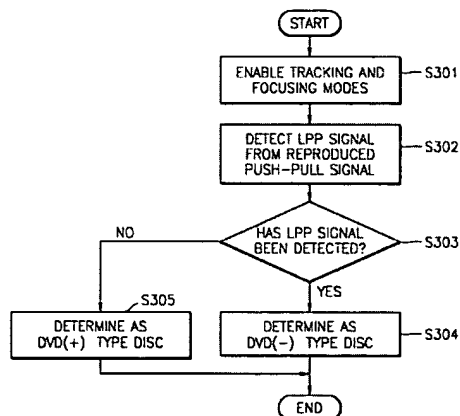 START
ENABLE TRACKING AND
FOCUSING MODES
S301
DETECT LPP SIGNAL
FROM REPRODUCED
PUSH-PULL SIGNAL
S302
HAS LPP SIGNAL
BEEN DETECTED?
S303
NO
YES
S305
DETERMINE AS
DVD(+) TYPE DISC
DETERMINE AS
DVD(-) TYPE DISC
S304
END